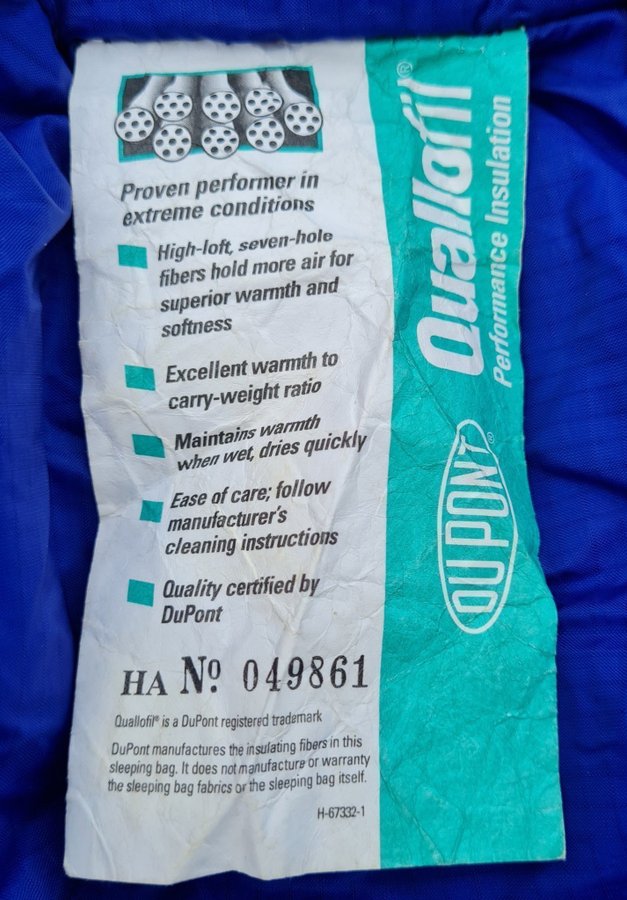 Proven performer in
extreme conditions
High-loft, seven-hole
fibers hold more air for
superior warmth and
softness
Excellent warmth to
carry-weight ratio
Maintains warmth
when wet, dries quickly
Ease of care; follow
manufacturer's
cleaning instructions
Quality certified by
DuPont
HA Nº 049861
Quallofil® is a DuPont registered trademark
DuPont manufactures the insulating fibers in this
sleeping bag. It does not manufacture or warranty
the sleeping bag fabrics or the sleeping bag itself.
H-67332-1
Quallofil®
Performance Insulation
DUPONT®